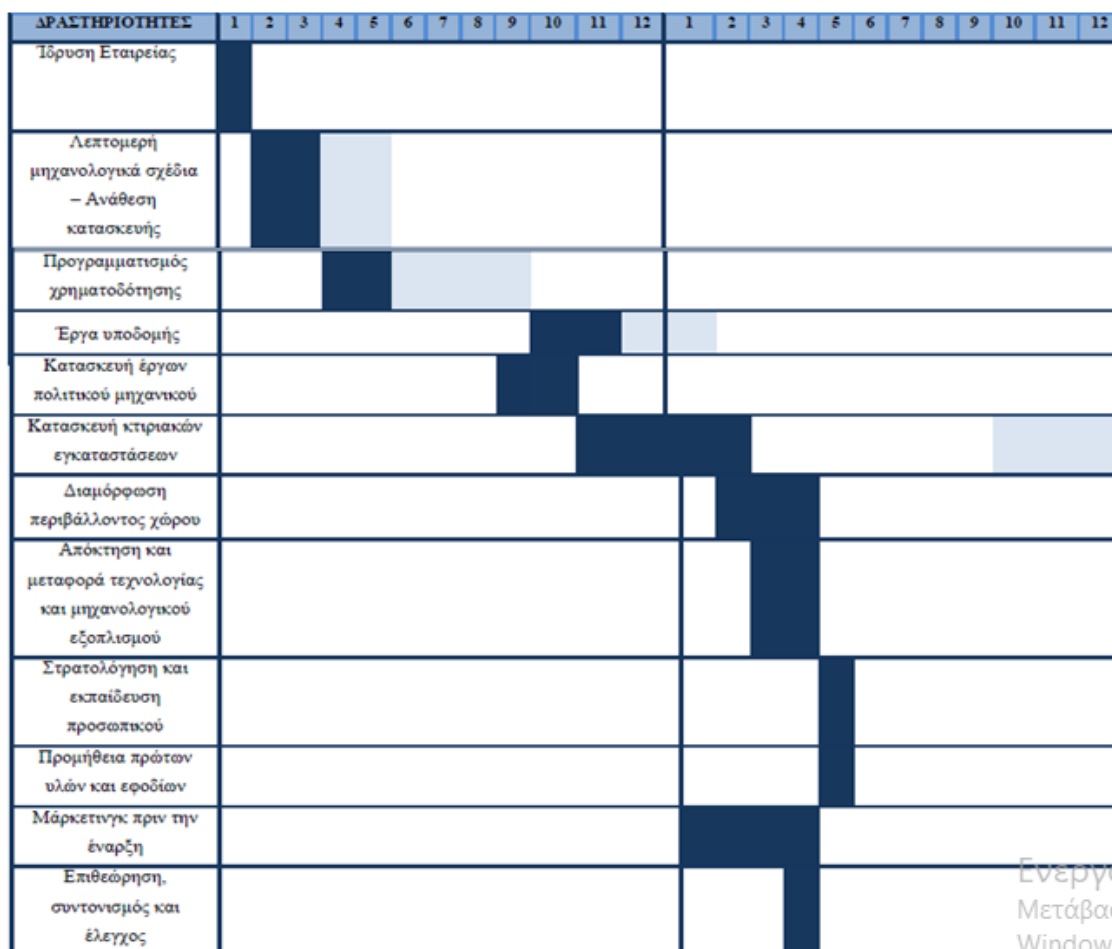 ΔΡΑΣΤΗΡΙΟΤΗΤΕΣ 1 2 3 4 5 6 7 8 9 10 11 12 1 2 3 4 5 6 7 8 9 10 11 12
Ίδρυση Εταιρείας
Λεπτομερή
μηχανολογικά σχέδια
– Ανάθεση
κατασκευής
Προγραμματισμός
χρηματοδότησης
Έργα υποδομής
Κατασκευή έργων
πολιτικού μηχανικού
Κατασκευή κτιριακών
εγκαταστάσεων
Διαμόρφωση
περιβάλλοντος χώρου
Απόκτηση και
μεταφορά τεχνολογίας
και μηχανολογικού
εξοπλισμού
Στρατολόγηση και
εκπαίδευση
προσωπικού
Προμήθεια πρώτων
υλών και εφοδίων
Μάρκετινγκ πριν την
έναρξη
Επιθεώρηση,
συντονισμός και
έλεγχος
Μετάβα
Window